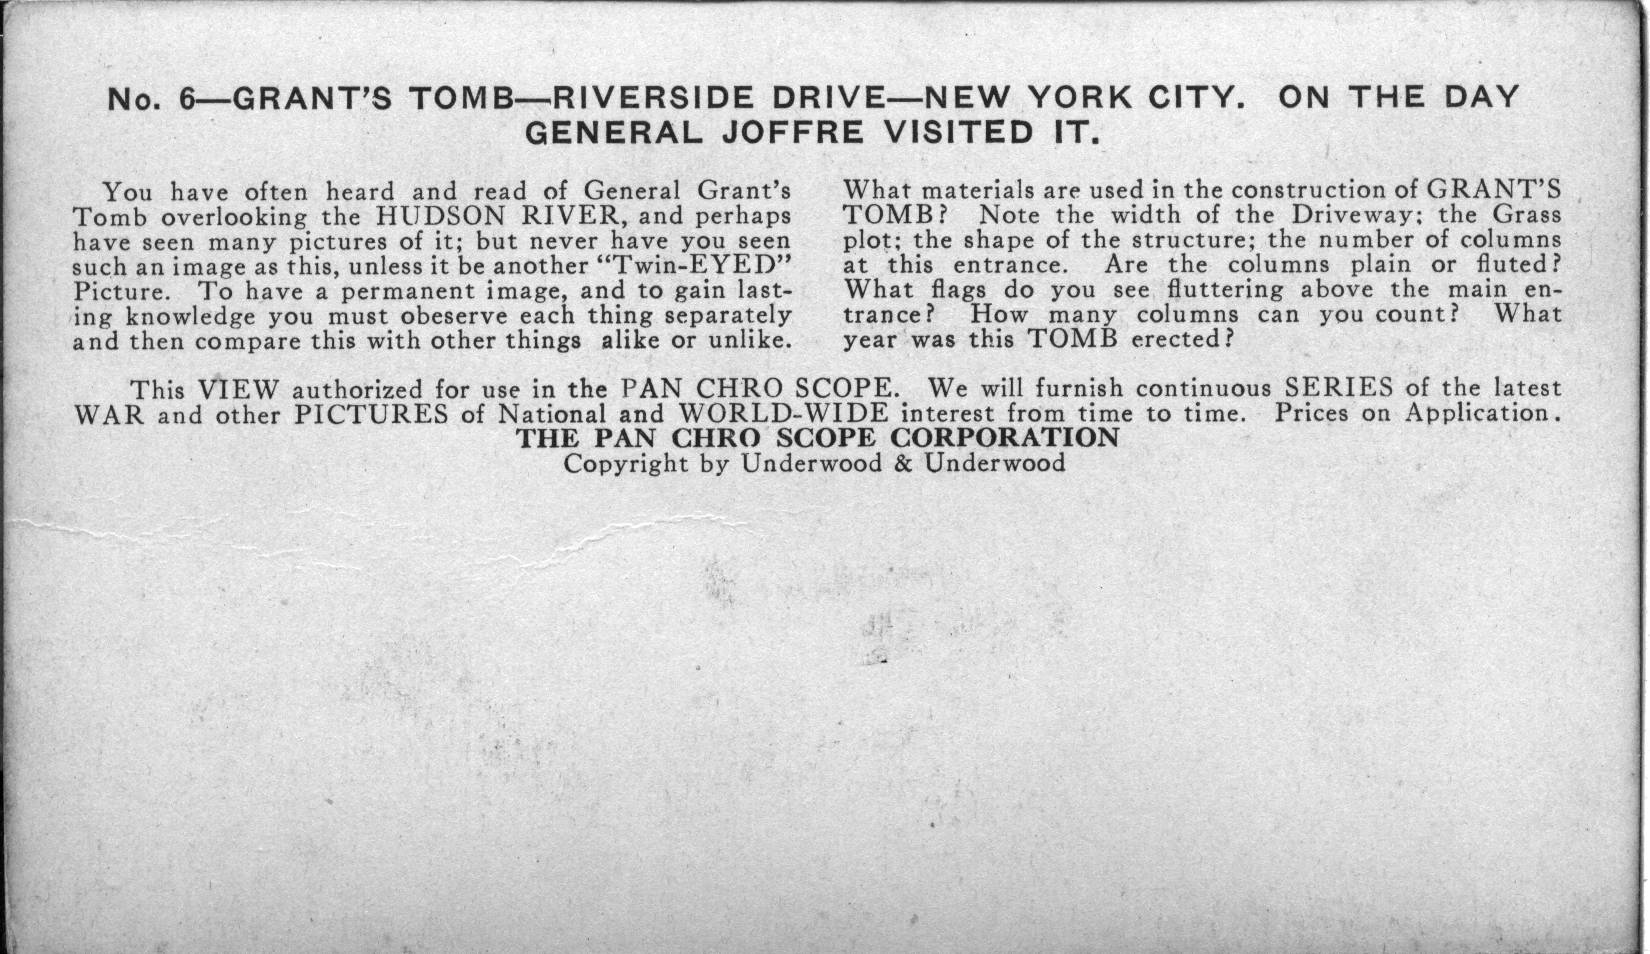 No. 6—GRANT'S TOMB—RIVERSIDE DRIVE—NEW YORK CITY. ON THE DAY
GENERAL JOFFRE VISITED IT.
You have often heard and read of General Grant's
Tomb overlooking the HUDSON RIVER, and perhaps
have seen many pictures of it; but never have you seen
such an image as this, unless it be another “Twin-EYED”
Picture. To have a permanent image, and to gain last-
ing knowledge you must obeserve each thing separately
and then compare this with other things alike or unlike.
What materials are used in the construction of GRANT'S
TOMB? Note the width of the Driveway; the Grass
plot; the shape of the structure; the number of columns
at this entrance. Are the columns plain or fluted?
What flags do you see fluttering above the main en-
trance? How many columns can you count? What
year was this TOMB erected?
This VIEW authorized for use in the PAN CHRO SCOPE. We will furnish continuous SERIES of the latest
WAR and other PICTURES of National and WORLD-WIDE interest from time to time. Prices on Application.
THE PAN CHRO SCOPE CORPORATION
Copyright by Underwood & Underwood